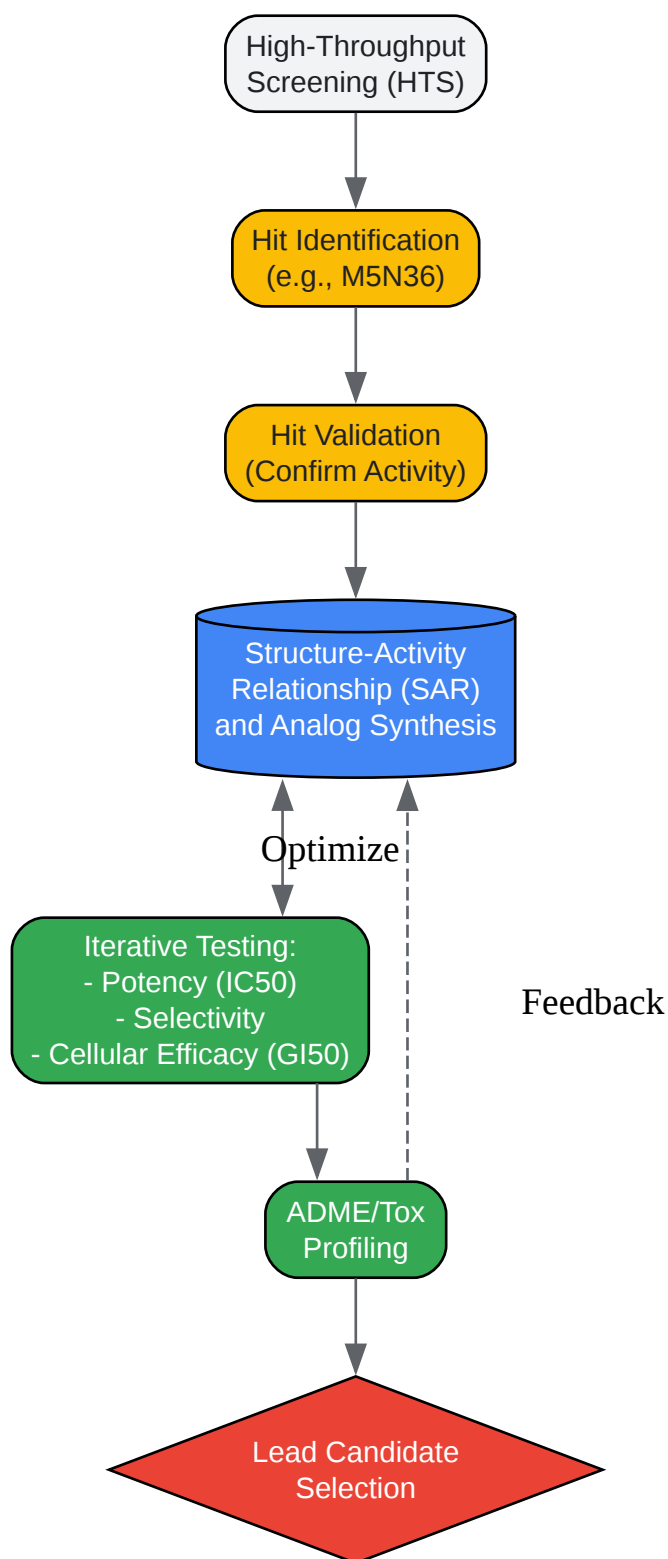 High-Throughput
Screening (HTS)
Hit Identification
(e.g., M5N36)
Hit Validation
(Confirm Activity)
Structure-Activity
Relationship (SAR)
and Analog Synthesis
Optimize
Iterative Testing:
- Potency (IC50)
- Selectivity
- Cellular Efficacy (GI50)
Feedback
ADME/Tox
Profiling
Lead Candidate
Selection